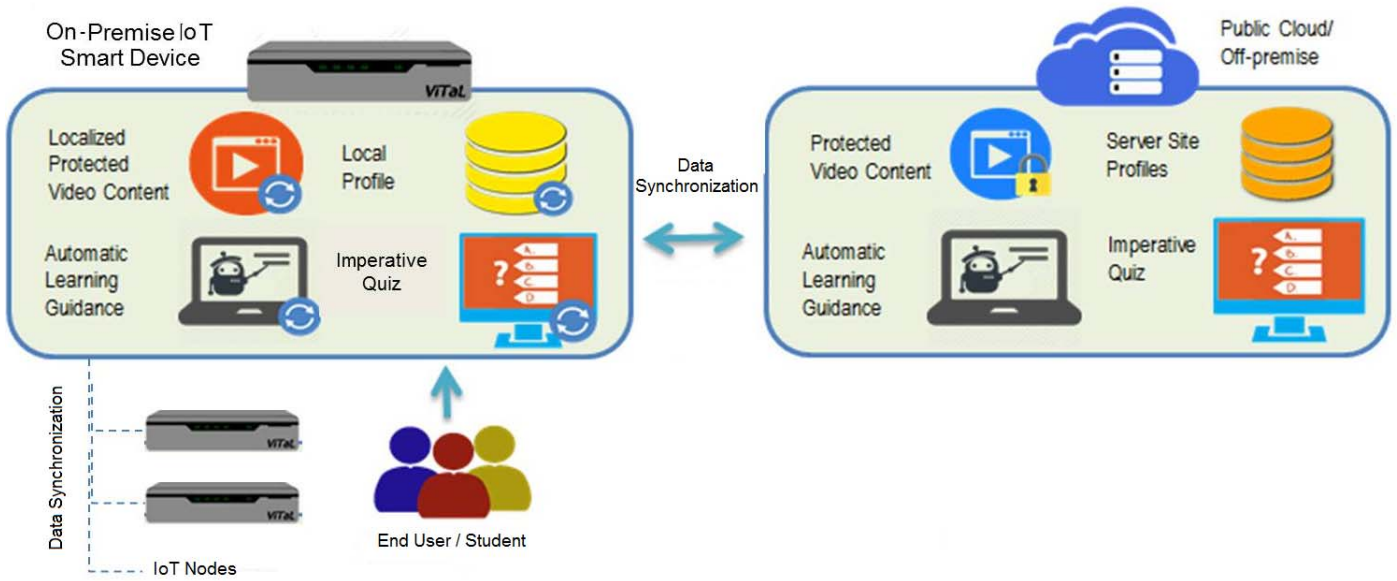 On-Premise IoT
Smart Device
ViTaL
Localized
Protected
Video Content
Local
Profile
Automatic
Learning
Guidance
Imperative
Quiz
?
A.
B.
C.
D
Data
Synchronization
Public Cloud/
Off-premise
Protected
Video Content
Server Site
Profiles
Automatic
Learning
Guidance
Imperative
Quiz
?
A.
B.
C.
D
Data Synchronization
ViTaL
ViTaL
IoT Nodes
End User / Student